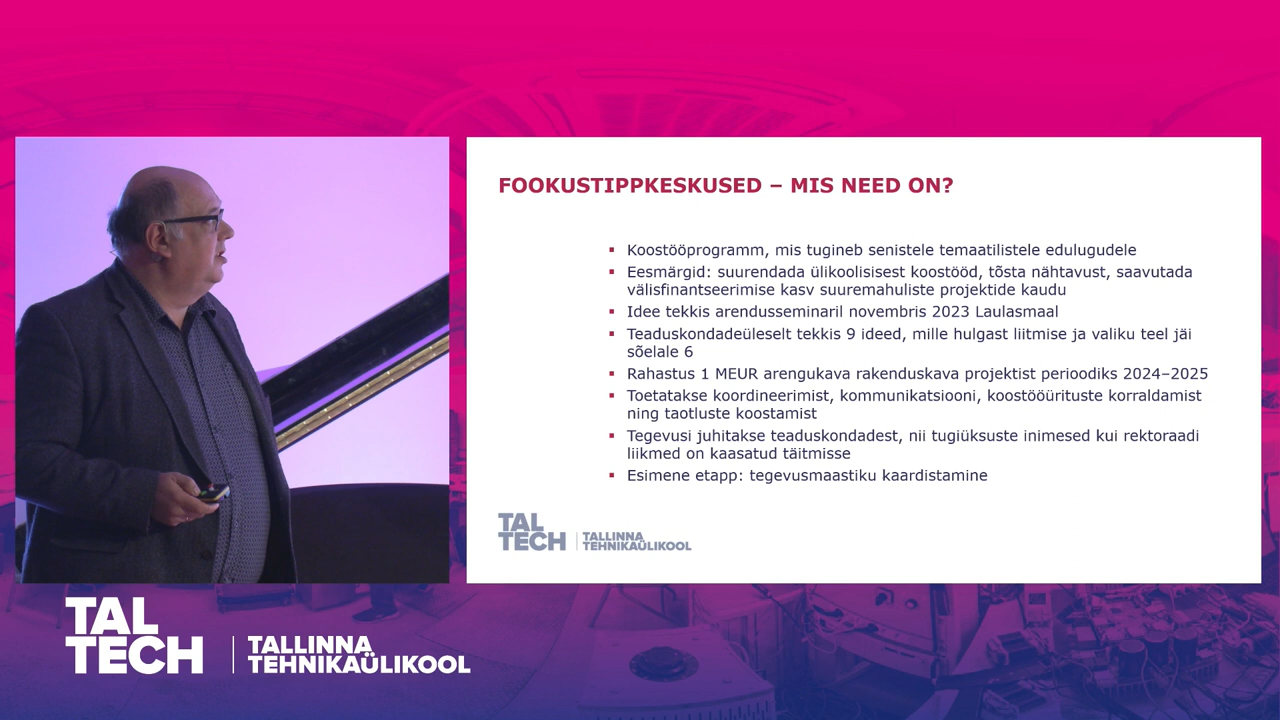 FOOKUSTIPPKESKUSED – MIS NEED ON?
▪ Koostööprogramm, mis tugineb senistele temaatilistele edulugudele
▪ Eesmärgid: suurendada ülikoolisisest koostööd, tõsta nähtavust, saavutada
välisfinantseerimise kasv suuremahuliste projektide kaudu
▪ Idee tekkis arendusseminaril novembris 2023 Laulasmaal
▪ Teaduskondadeüleselt tekkis 9 ideed, mille hulgast liitmise ja valiku teel jäi
sõelale 6
▪ Rahastus 1 MEUR arengukava rakenduskava projektist perioodiks 2024–2025
▪ Toetatakse koordineerimist, kommunikatsiooni, koostööürituste korraldamist
ning taotluste koostamist
▪ Tegevusi juhitakse teaduskondadest, nii tugiüksuste inimesed kui rektoraadi
liikmed on kaasatud täitmisse
▪ Esimene etapp: tegevusmaastiku kaardistamine
TAL
TECH
TALLINNA
TEHNIKAÜLIKOOL
TAL
TECH
TALLINNA
TEHNIKAÜLIKOOL